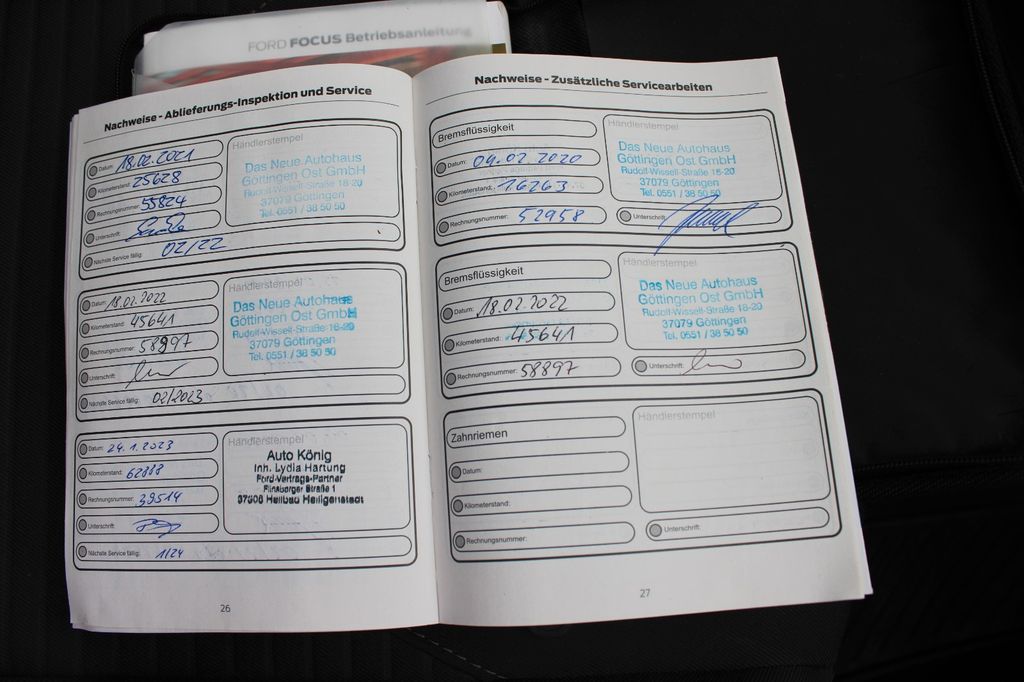 FORD FOCUS Betriebsanleitung
Nachweise - Ablieferungs-Inspektion und Service
Datum: 18.02.2021
Kilometerstand: 25628
Rechnungsnummer: 55824
Unterschrift:
Nächste Service fällig: 02/22
Händlerstempel
Das Neue Autohaus
Göttingen Ost GmbH
Rudolf-Wissell-Straße 18-20
37079 Göttingen
Tel. 0551 / 38 50 50
Datum: 18.02.2022
Kilometerstand: 45641
Rechnungsnummer: 58897
Unterschrift:
Nächste Service fällig: 02/2023
Händlerstempel
Das Neue Autohaus
Göttingen Ost GmbH
Rudolf-Wissell-Straße 18-20
37079 Göttingen
Tel. 0551 / 38 50 50
Datum: 24.1.2023
Kilometerstand: 62888
Rechnungsnummer: 39514
Unterschrift:
Nächste Service fällig: 1/24
Händlerstempel
Auto König
Inh. Lydia Hartung
Ford-Vertrags-Partner
Flinsberger Straße 1
37308 Heilbad Heiligenstadt
26
Nachweise - Zusätzliche Servicearbeiten
Bremsflüssigkeit
Datum: 04.02.2020
Kilometerstand: 16263
Rechnungsnummer: 52958
Händlerstempel
Das Neue Autohaus
Göttingen Ost GmbH
Rudolf-Wissell-Straße 18-20
37079 Göttingen
Tel. 0551 / 38 50 50
Unterschrift:
Bremsflüssigkeit
Datum: 18.02.2022
Kilometerstand: 45641
Rechnungsnummer: 58897
Händlerstempel
Das Neue Autohaus
Göttingen Ost GmbH
Rudolf-Wissell-Straße 18-20
37079 Göttingen
Tel. 0551 / 38 50 50
Unterschrift:
Zahnriemen
Datum:
Kilometerstand:
Rechnungsnummer:
Händlerstempel
Unterschrift:
27